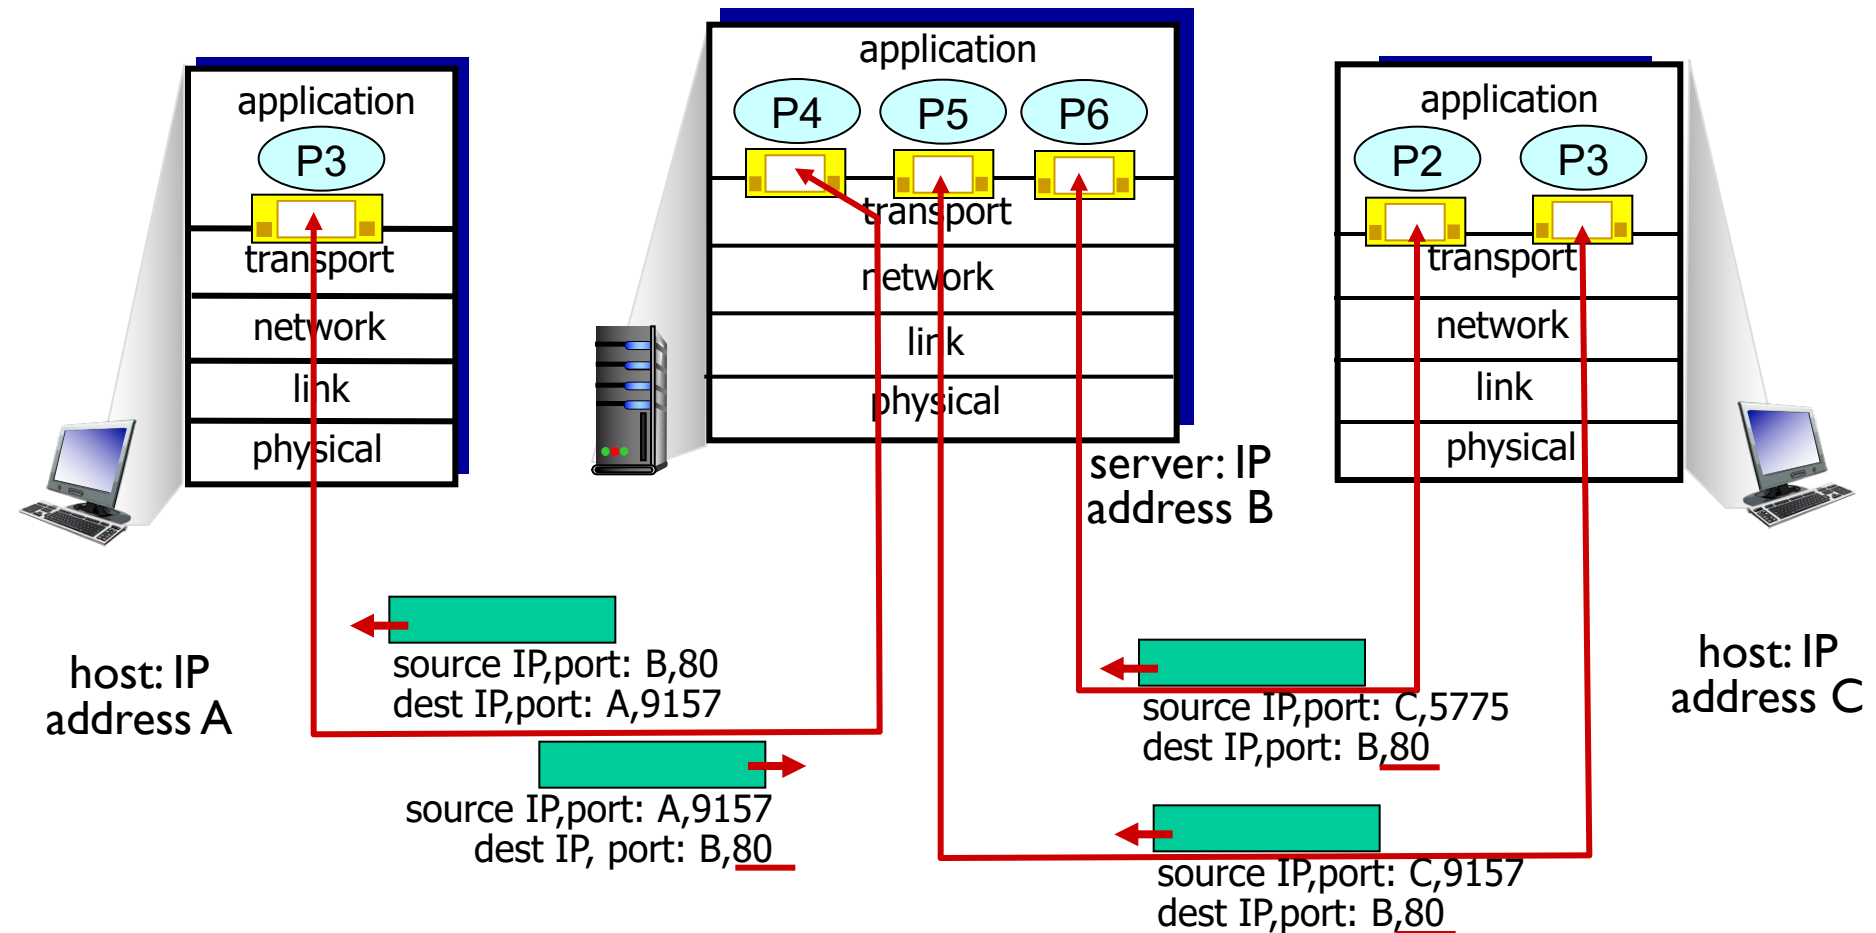 application
P3
transport
network
link
physical
host: IP
address A
application
P4
P5
P6
transport
network
link
physical
server: IP
address B
application
P2
P3
transport
network
link
physical
host: IP
address C
source IP,port: B,80
dest IP,port: A,9157
source IP,port: A,9157
dest IP, port: B,80
source IP,port: C,5775
dest IP,port: B,80
source IP,port: C,9157
dest IP,port: B,80